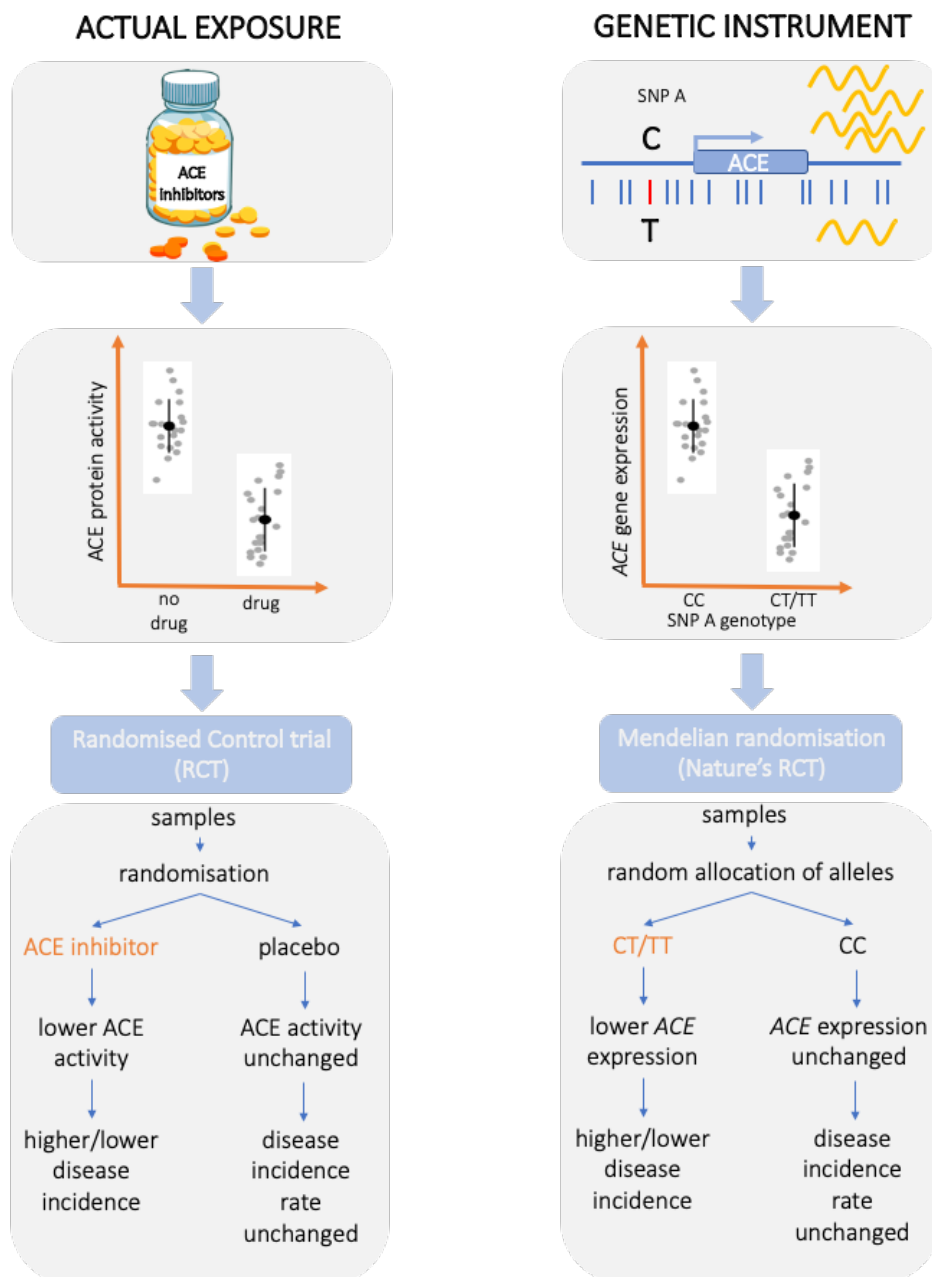 ACTUAL EXPOSURE
ACE
inhibitors
ACE protein activity
no
drug
drug
Randomised Control trial
(RCT)
samples
randomisation
ACE inhibitor
placebo
lower ACE
activity
ACE activity
unchanged
higher/lower
disease
incidence
disease
incidence
rate
unchanged
GENETIC INSTRUMENT
SNP A
C
ACE
T
ACE gene expression
CC
CT/TT
SNP A genotype
Mendelian randomisation
(Nature's RCT)
samples
random allocation of alleles
CT/TT
CC
lower ACE
expression
ACE expression
unchanged
higher/lower
disease
incidence
disease
incidence
rate
unchanged